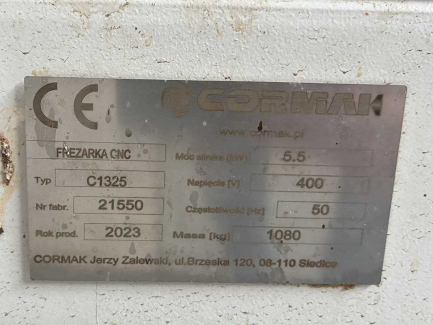 CE CORMAK
www.cormak.pl
FREZARKA CNC Moc silnika [kW] 5.5
Typ C1325 Napięcie [V] 400
Nr fabr. 21550 Częstotliwość [Hz] 50
Rok prod. 2023 Masa [kg] 1080
CORMAK Jerzy Zalewski, ul.Brzeska 120, 08-110 Siedlce